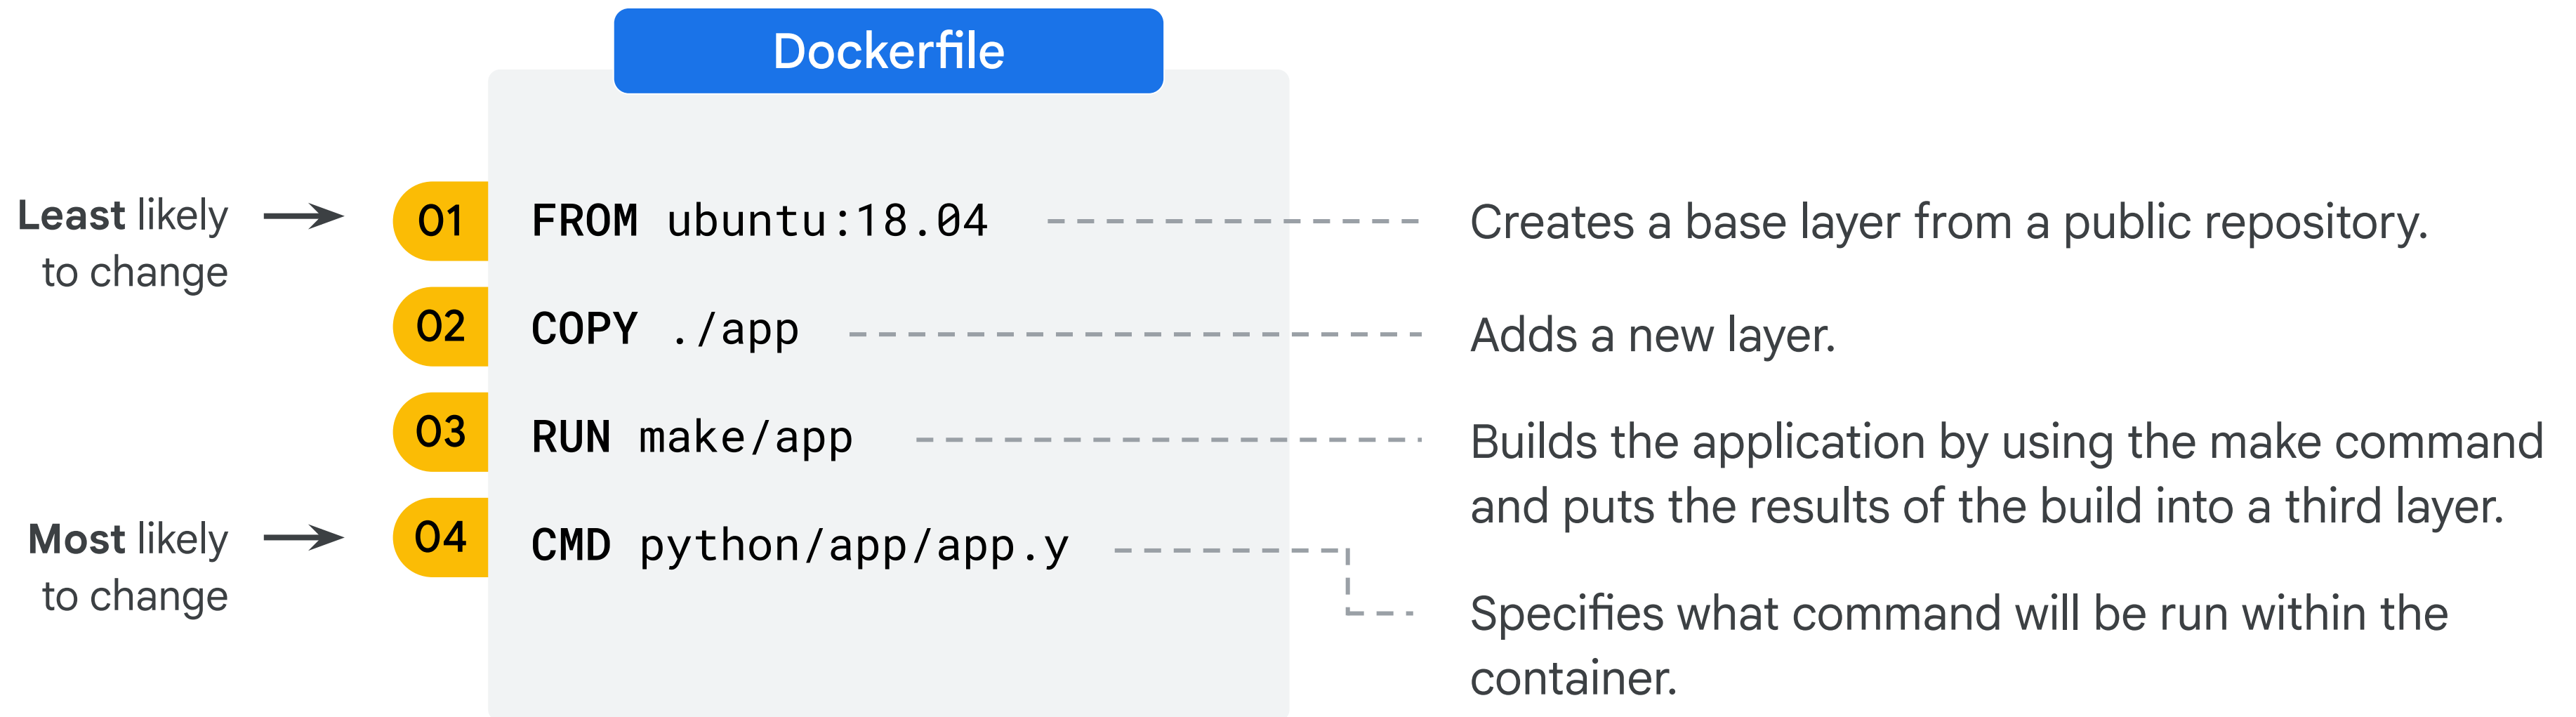 Dockerfile
Least likely
to change
01
FROM ubuntu:18.04
Creates a base layer from a public repository.
02
COPY ./app
Adds a new layer.
03
RUN make/app
Builds the application by using the make command
and puts the results of the build into a third layer.
Most likely
to change
04
CMD python/app/app.y
Specifies what command will be run within the
container.